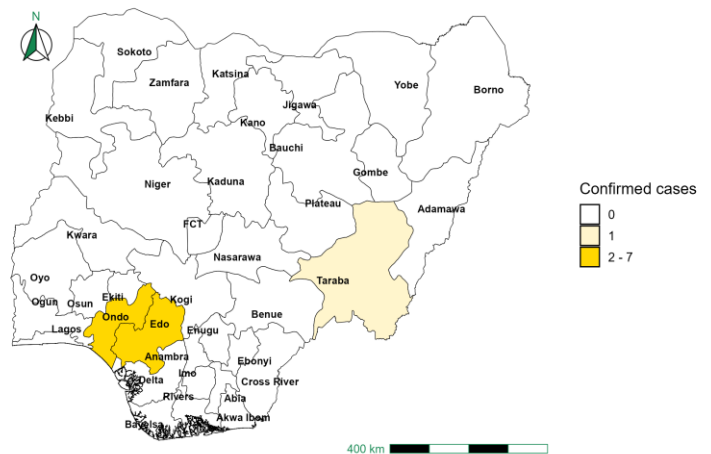 N
Sokoto
Katsina
Zamfara
Yobe
Borno
Jigawa
Kebbi
Kano
Bauchi
Gombe
Niger
Kaduna
Plateau
Adamawa
FCT
Kwara
Nasarawa
Oyo
Taraba
Ogun
Osun
Ekiti
Kogi
Ondo
Edo
Benue
Lagos
Enugu
Anambra
Ebonyi
Delta
Imo
Cross River
Rivers
Abia
Akwa Ibom
Bayelsa
Confirmed cases
0
1
2 - 7
400 km